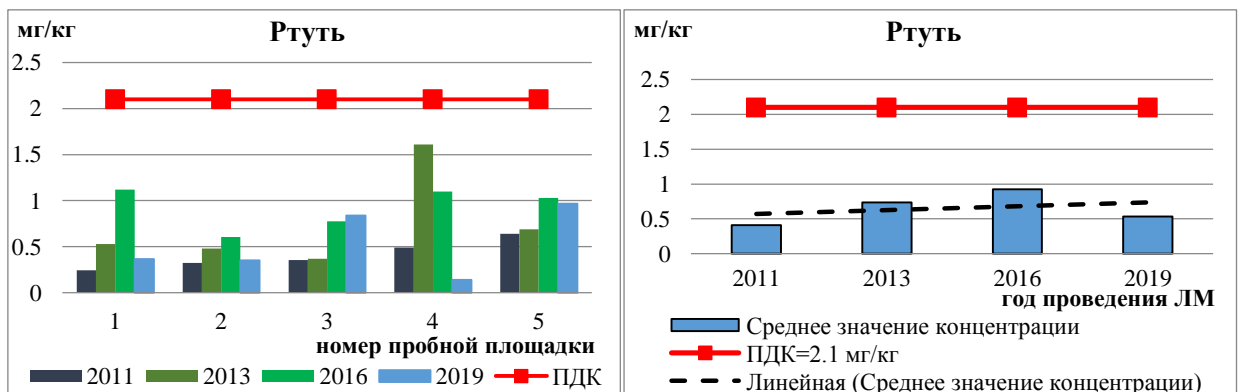 мг/кг
Ртуть
2.5
2
1.5
1
0.5
0
1 2 3 4 5
номер пробной площадки
2011 2013 2016 2019 ПДК
мг/кг
Ртуть
2.5
2
1.5
1
0.5
0
2011 2013 2016 2019
год проведения ЛМ
Среднее значение концентрации
ПДК=2.1 мг/кг
Линейная (Среднее значение концентрации)